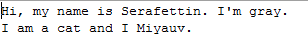 Hi, my name is Serafettin. I'm gray.
I am a cat and I Miyauv.